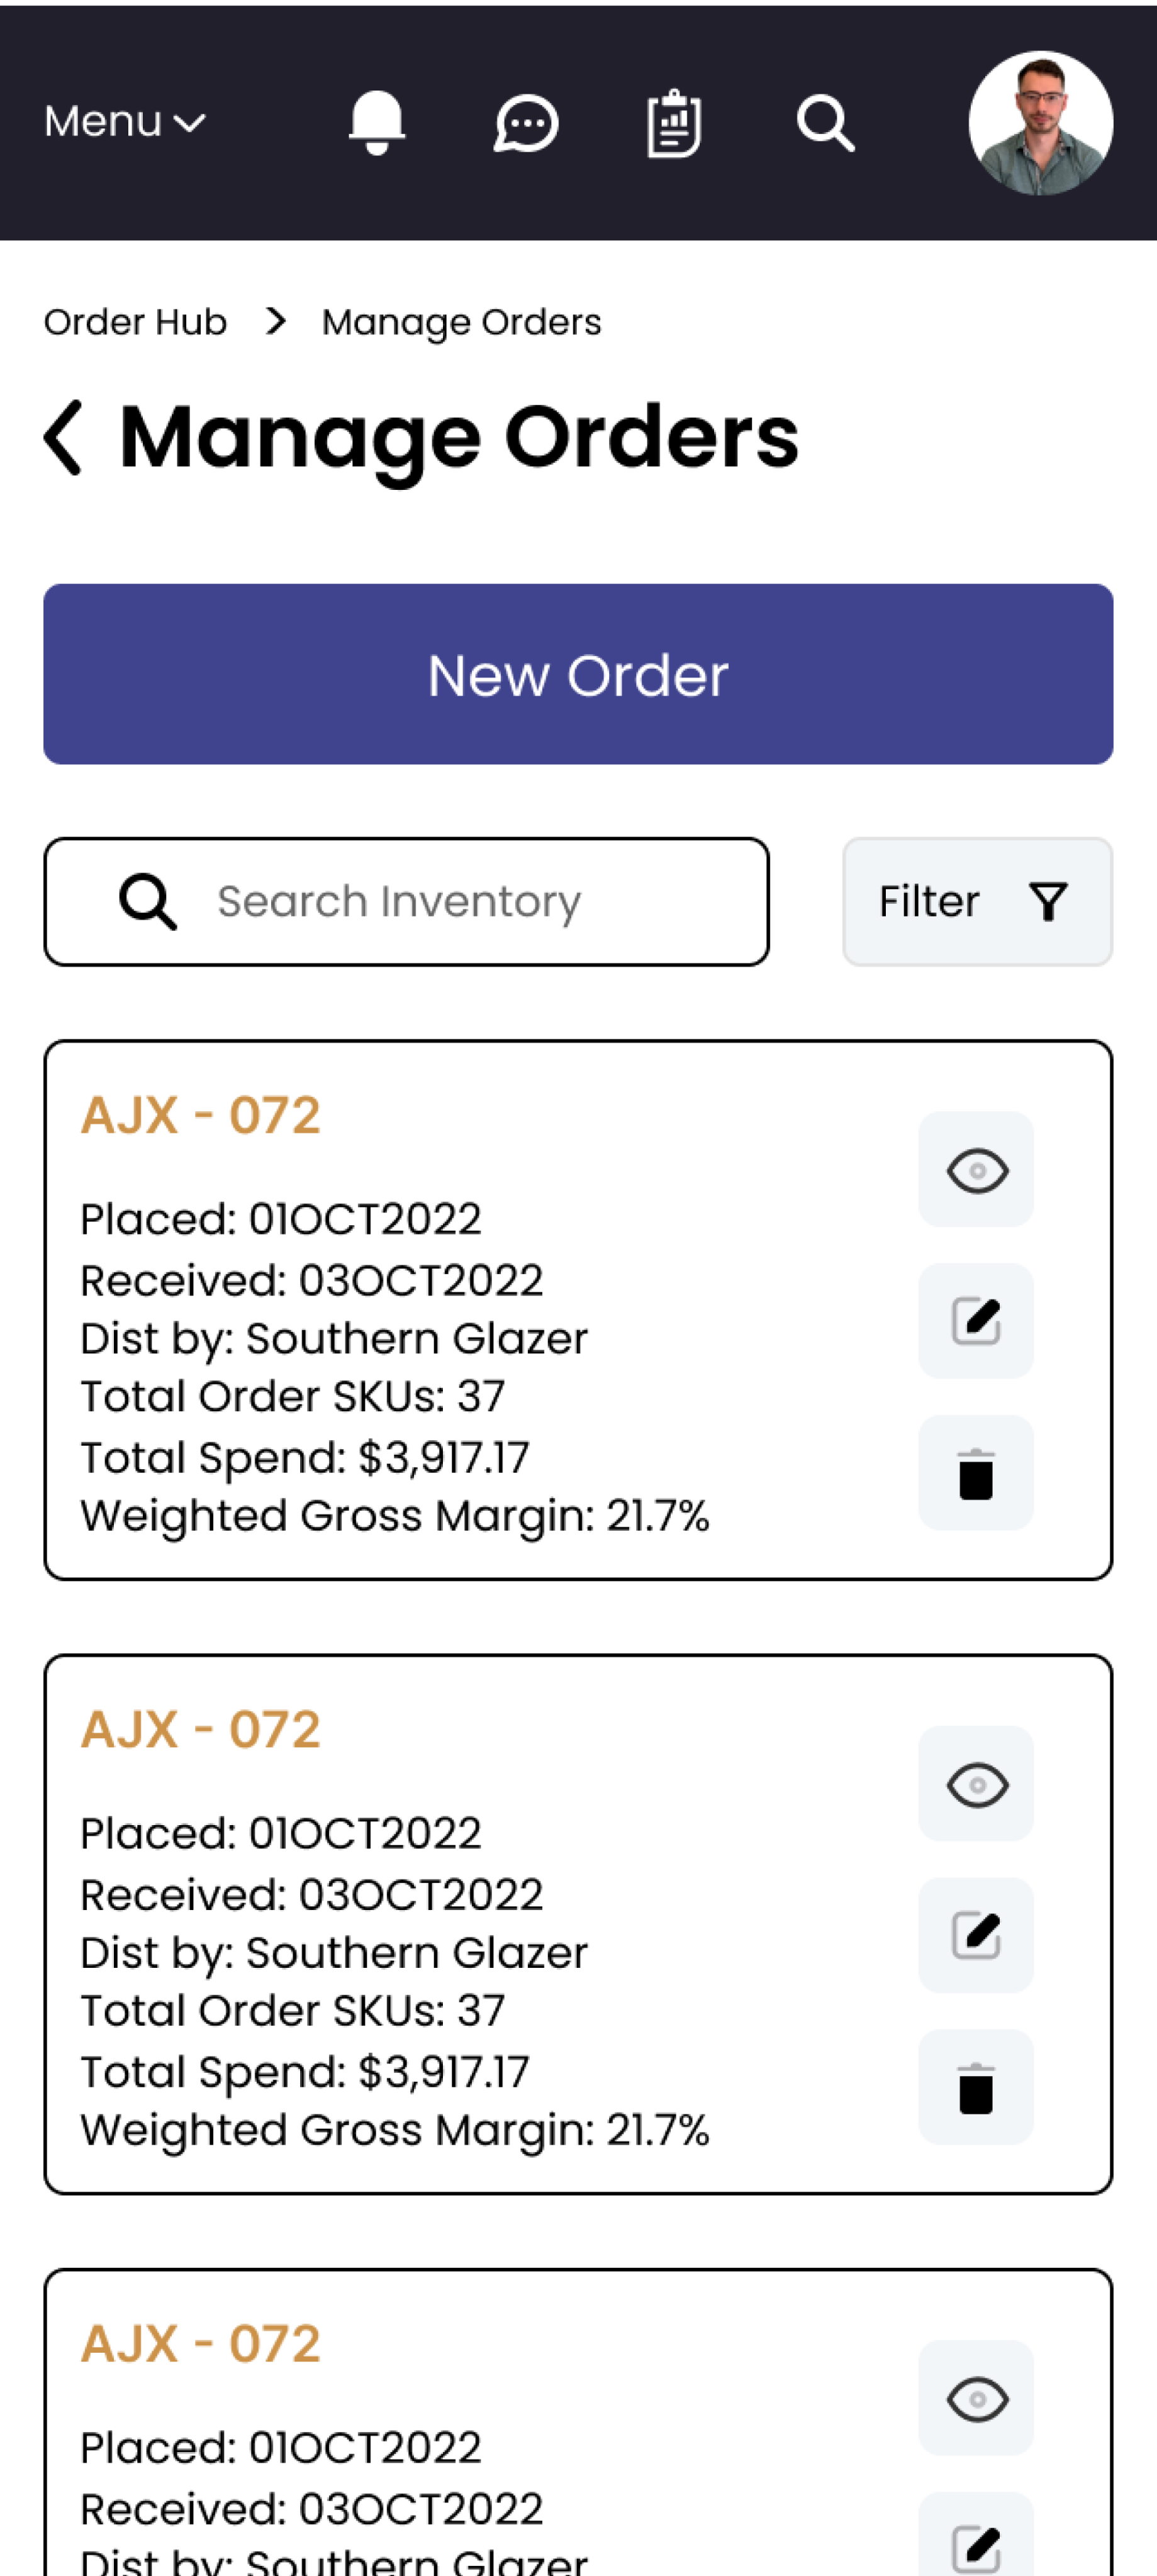 Menu
Order Hub > Manage Orders
Manage Orders
New Order
Search Inventory
Filter
AJX - 072
Placed: 01OCT2022
Received: 03OCT2022
Dist by: Southern Glazer
Total Order SKUs: 37
Total Spend: $3,917.17
Weighted Gross Margin: 21.7%
AJX - 072
Placed: 01OCT2022
Received: 03OCT2022
Dist by: Southern Glazer
Total Order SKUs: 37
Total Spend: $3,917.17
Weighted Gross Margin: 21.7%
AJX - 072
Placed: 01OCT2022
Received: 03OCT2022
Dist by: Southern Glazer